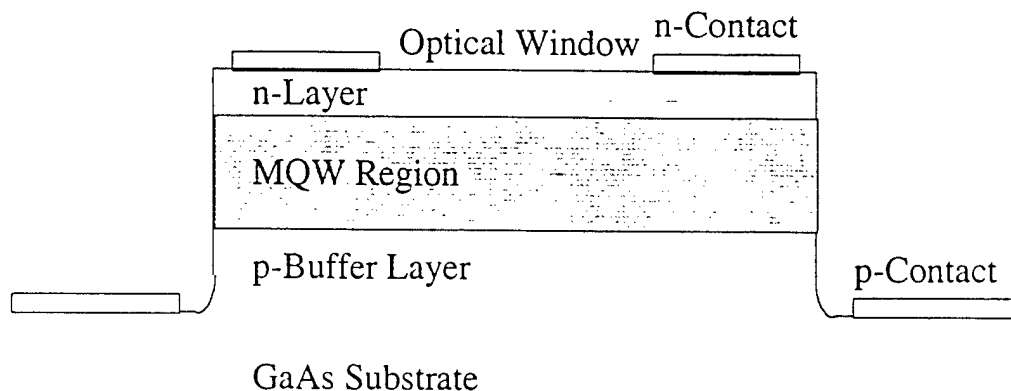 n-Contact
Optical Window
n-Layer
MQW Region
p-Buffer Layer
p-Contact
GaAs Substrate